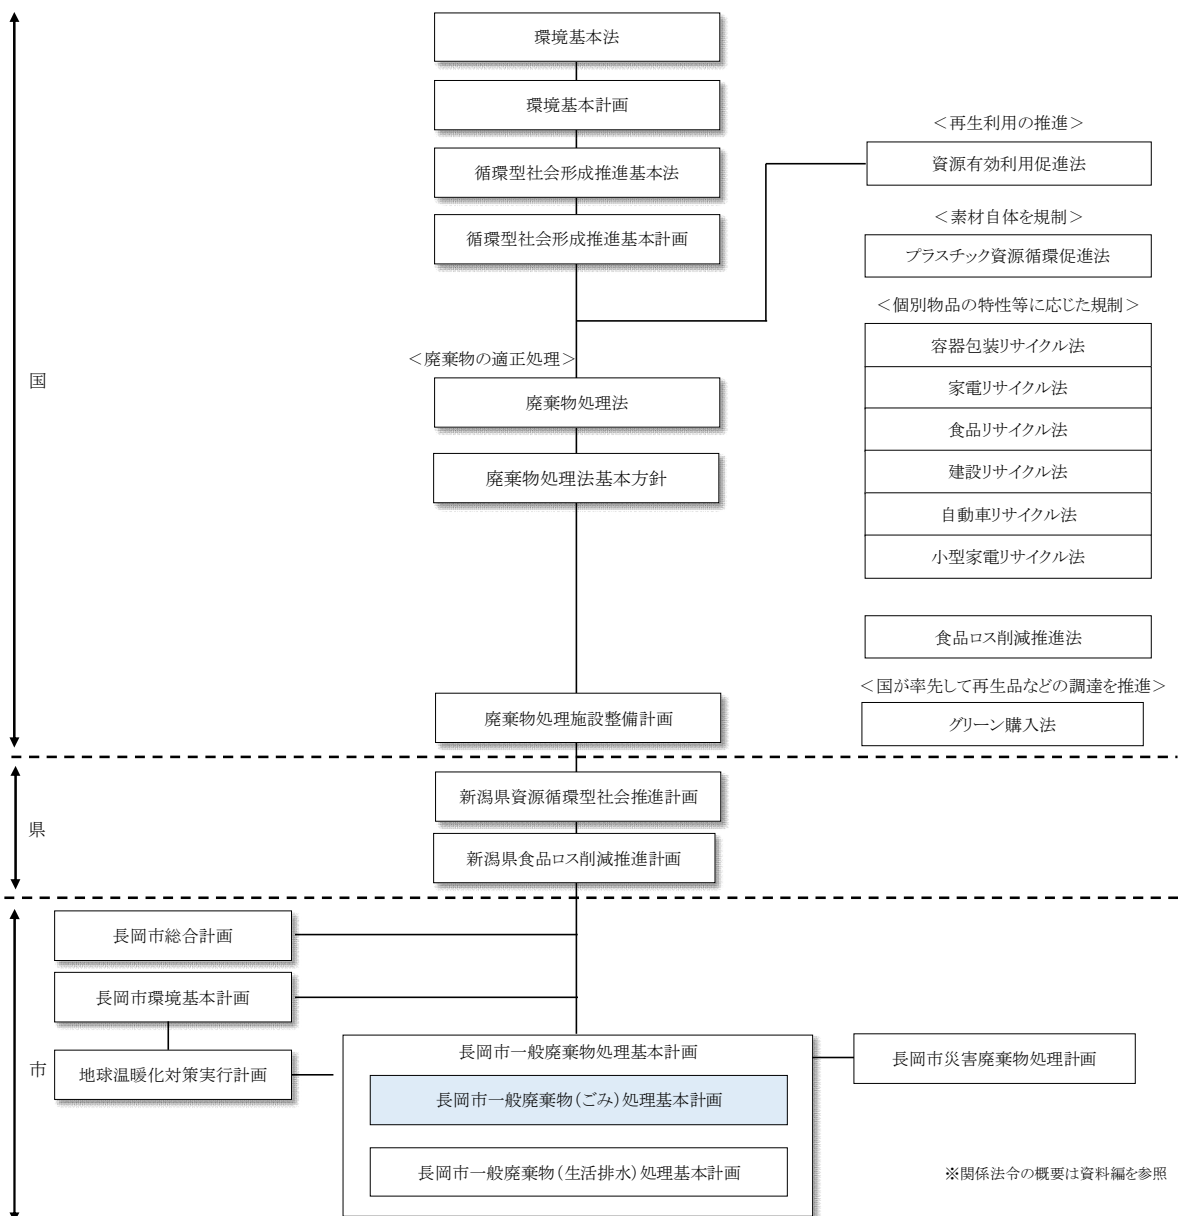 環境基本法
環境基本計画
循環型社会形成推進基本法
循環型社会形成推進基本計画
＜再生利用の推進＞
資源有効利用促進法
＜素材自体を規制＞
プラスチック資源循環促進法
＜個別物品の特性等に応じた規制＞
容器包装リサイクル法
家電リサイクル法
食品リサイクル法
建設リサイクル法
自動車リサイクル法
小型家電リサイクル法
食品ロス削減推進法
＜国が率先して再生品などの調達を推進＞
グリーン購入法
国
＜廃棄物の適正処理＞
廃棄物処理法
廃棄物処理法基本方針
廃棄物処理施設整備計画
県
新潟県資源循環型社会推進計画
新潟県食品ロス削減推進計画
市
長岡市総合計画
長岡市環境基本計画
地球温暖化対策実行計画
長岡市一般廃棄物処理基本計画
長岡市一般廃棄物（ごみ）処理基本計画
長岡市一般廃棄物（生活排水）処理基本計画
長岡市災害廃棄物処理計画
※関係法令の概要は資料編を参照